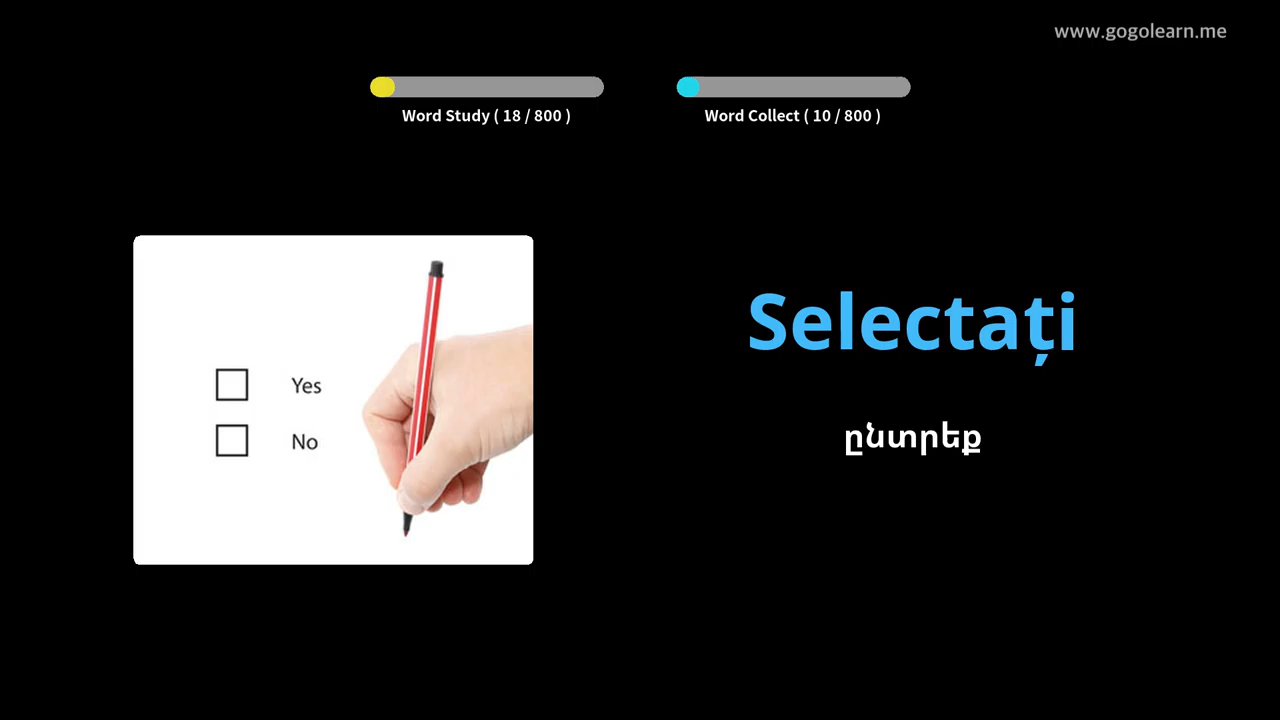 www.gogolearn.me
Word Study ( 18 / 800 )
Word Collect ( 10 / 800 )
Yes
No
Selectați
ընտրեք